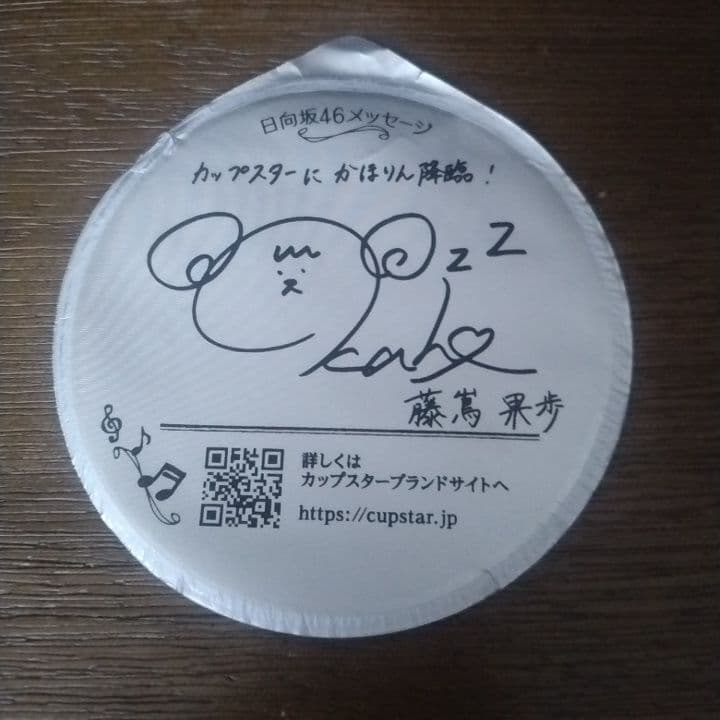 日向坂46メッセージ
カップスターに かほりん降臨!
zz
kaho
藤嶌 果歩
詳しくは
カップスターブランドサイトへ
https://cupstar.jp